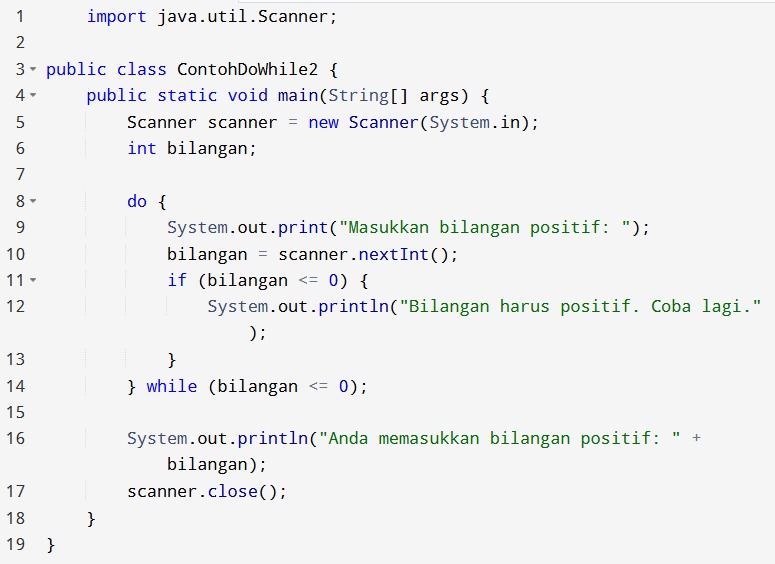 1 import java.util.Scanner;
2
3 public class ContohDoWhile2 {
4 public static void main(String[] args) {
5 Scanner scanner = new Scanner(System.in);
6 int bilangan;
7
8 do {
9 System.out.print("Masukkan bilangan positif: ");
10 bilangan = scanner.nextInt();
11 if (bilangan <= 0) {
12 System.out.println("Bilangan harus positif. Coba lagi."
);
13 }
14 } while (bilangan <= 0);
15
16 System.out.println("Anda memasukkan bilangan positif: " +
bilangan);
17 scanner.close();
18 }
19 }